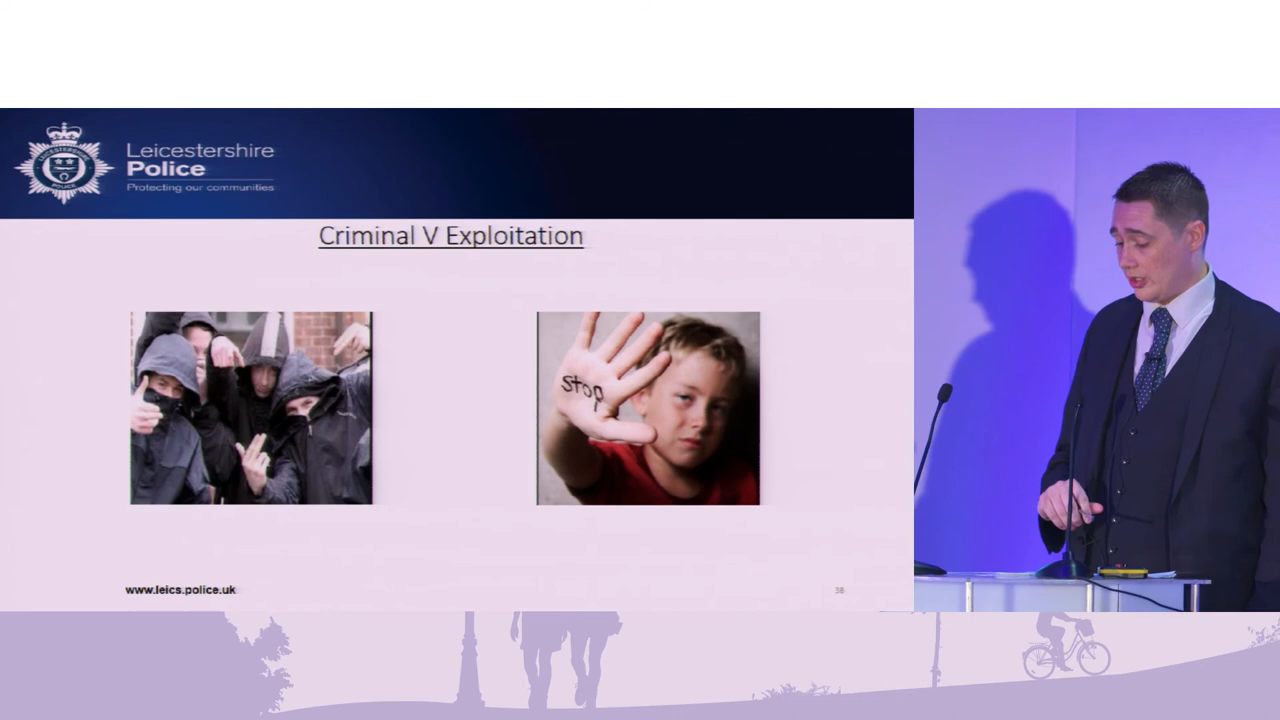 Leicestershire
Police
Protecting our communities
Criminal V Exploitation
stop
www.leics.police.uk